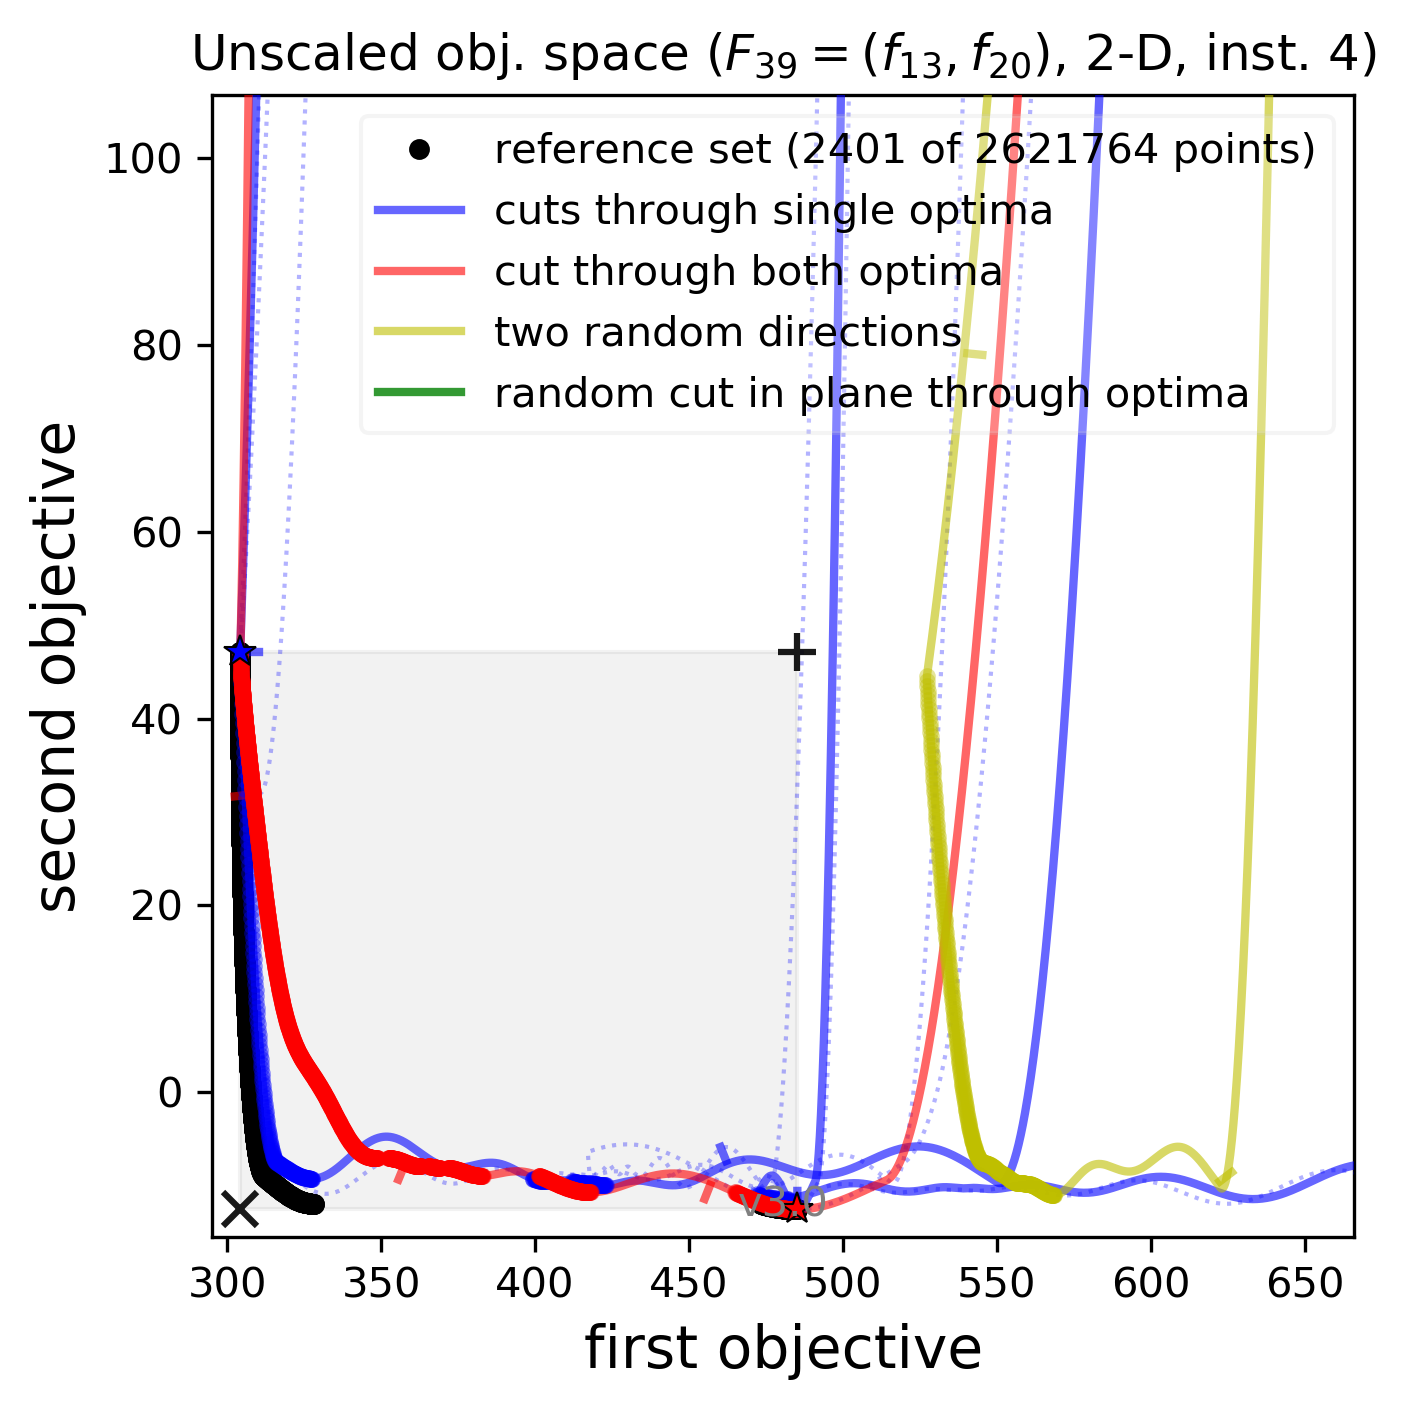 Unscaled obj. space (F39 = (f13, f20), 2-D, inst. 4)
reference set (2401 of 2621764 points)
cuts through single optima
cut through both optima
two random directions
random cut in plane through optima
second objective
100
80
60
40
20
0
v3.0
300 350 400 450 500 550 600 650
first objective